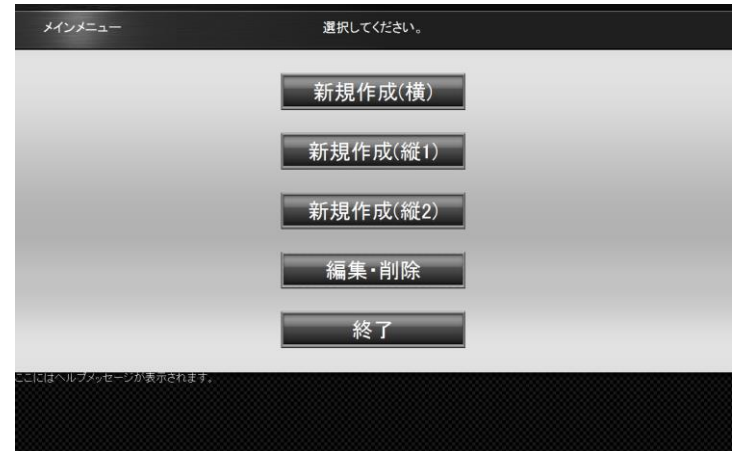 メインメニュー
選択してください。
新規作成(横)
新規作成(縦1)
新規作成(縦2)
編集・削除
終了
ここにはヘルプメッセージが表示されます。